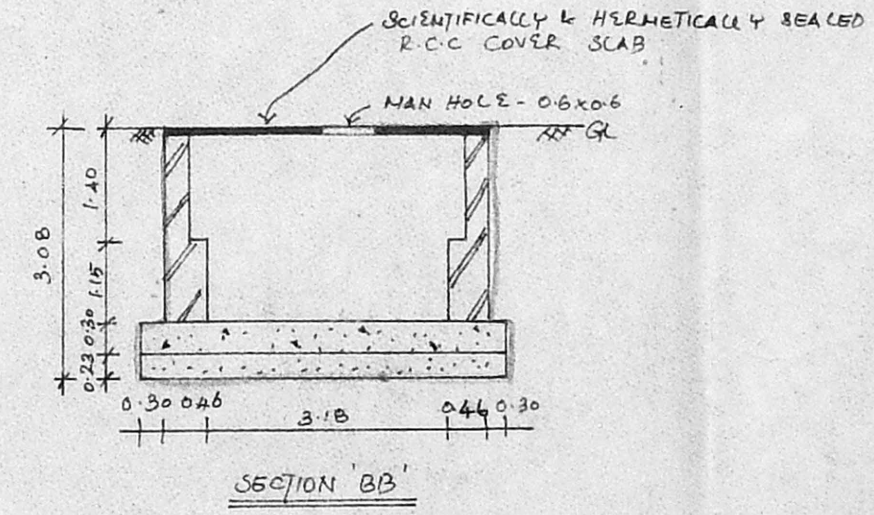 SCIENTIFICALLY & HERMETICALLY SEALED
R.C.C COVER SLAB
MAN HOLE - 0.6x0.6
GL
3.08
1.40
1.15
0.30
0.23
0.30 0.46 3.18 0.46 0.30
SECTION 'BB'